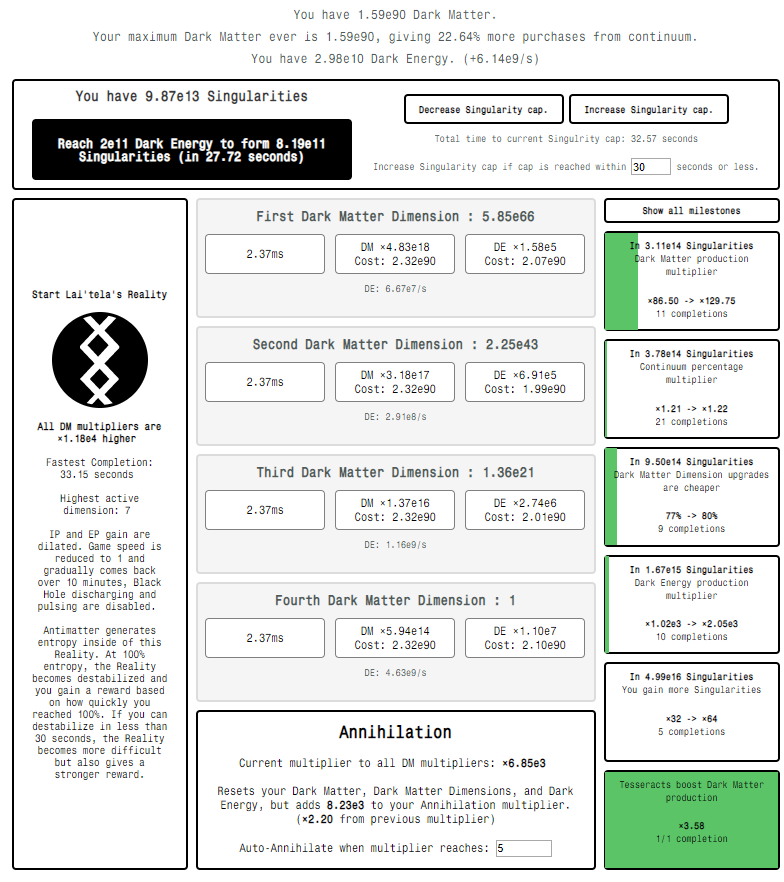 You have 1.59e90 Dark Matter.
Your maximum Dark Matter ever is 1.59e90, giving 22.64% more purchases from continuum.
You have 2.98e10 Dark Energy. (+6.14e9/s)
You have 9.87e13 Singularities
Reach 2e11 Dark Energy to form 8.19e11
Singularities (in 27.72 seconds)
Decrease Singularity cap.
Increase Singularity cap.
Total time to current Singulrity cap: 32.57 seconds
Increase Singularity cap if cap is reached within 30 seconds or less.
Start Lai'tela's Reality
All DM multipliers are
×1.18e4 higher
Fastest Completion:
33.15 seconds
Highest active
dimension: 7
IP and EP gain are
dilated. Game speed is
reduced to 1 and
gradually comes back
over 10 minutes, Black
Hole discharging and
pulsing are disabled.
Antimatter generates
entropy inside of this
Reality. At 100%
entropy, the Reality
becomes destabilized and
you gain a reward based
on how quickly you
reached 100%. If you can
destabilize in less than
30 seconds, the Reality
becomes more difficult
but also gives a
stronger reward.
First Dark Matter Dimension : 5.85e66
2.37ms
DM ×4.83e18
Cost: 2.32e90
DE ×1.58e5
Cost: 2.07e90
DE: 6.67e7/s
Second Dark Matter Dimension : 2.25e43
2.37ms
DM ×3.18e17
Cost: 2.32e90
DE ×6.91e5
Cost: 1.99e90
DE: 2.91e8/s
Third Dark Matter Dimension : 1.36e21
2.37ms
DM ×1.37e16
Cost: 2.32e90
DE ×2.74e6
Cost: 2.01e90
DE: 1.16e9/s
Fourth Dark Matter Dimension : 1
2.37ms
DM ×5.94e14
Cost: 2.32e90
DE ×1.10e7
Cost: 2.10e90
DE: 4.63e9/s
Annihilation
Current multiplier to all DM multipliers: ×6.85e3
Resets your Dark Matter, Dark Matter Dimensions, and Dark
Energy, but adds 8.23e3 to your Annihilation multiplier.
(×2.20 from previous multiplier)
Auto-Annihilate when multiplier reaches: 5
Show all milestones
In 3.11e14 Singularities
Dark Matter production
multiplier
×86.50 -> ×129.75
11 completions
In 3.78e14 Singularities
Continuum percentage
multiplier
×1.21 -> ×1.22
21 completions
In 9.50e14 Singularities
Dark Matter Dimension upgrades
are cheaper
77% -> 80%
9 completions
In 1.67e15 Singularities
Dark Energy production
multiplier
×1.02e3 -> ×2.05e3
10 completions
In 4.99e16 Singularities
You gain more Singularities
×32 -> ×64
5 completions
Tesseracts boost Dark Matter
production
×3.58
1/1 completion